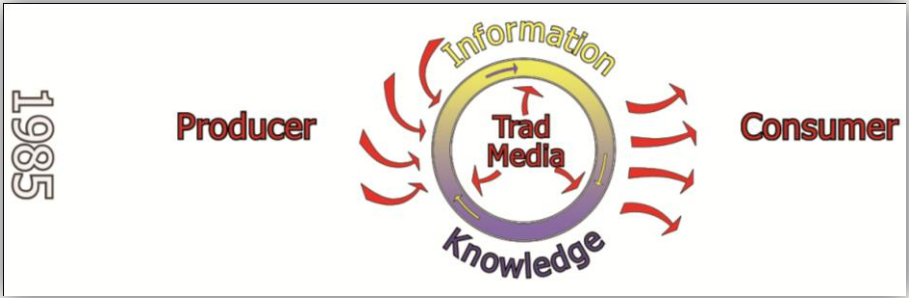 1985
Producer
Information
Trad
Media
Knowledge
Consumer